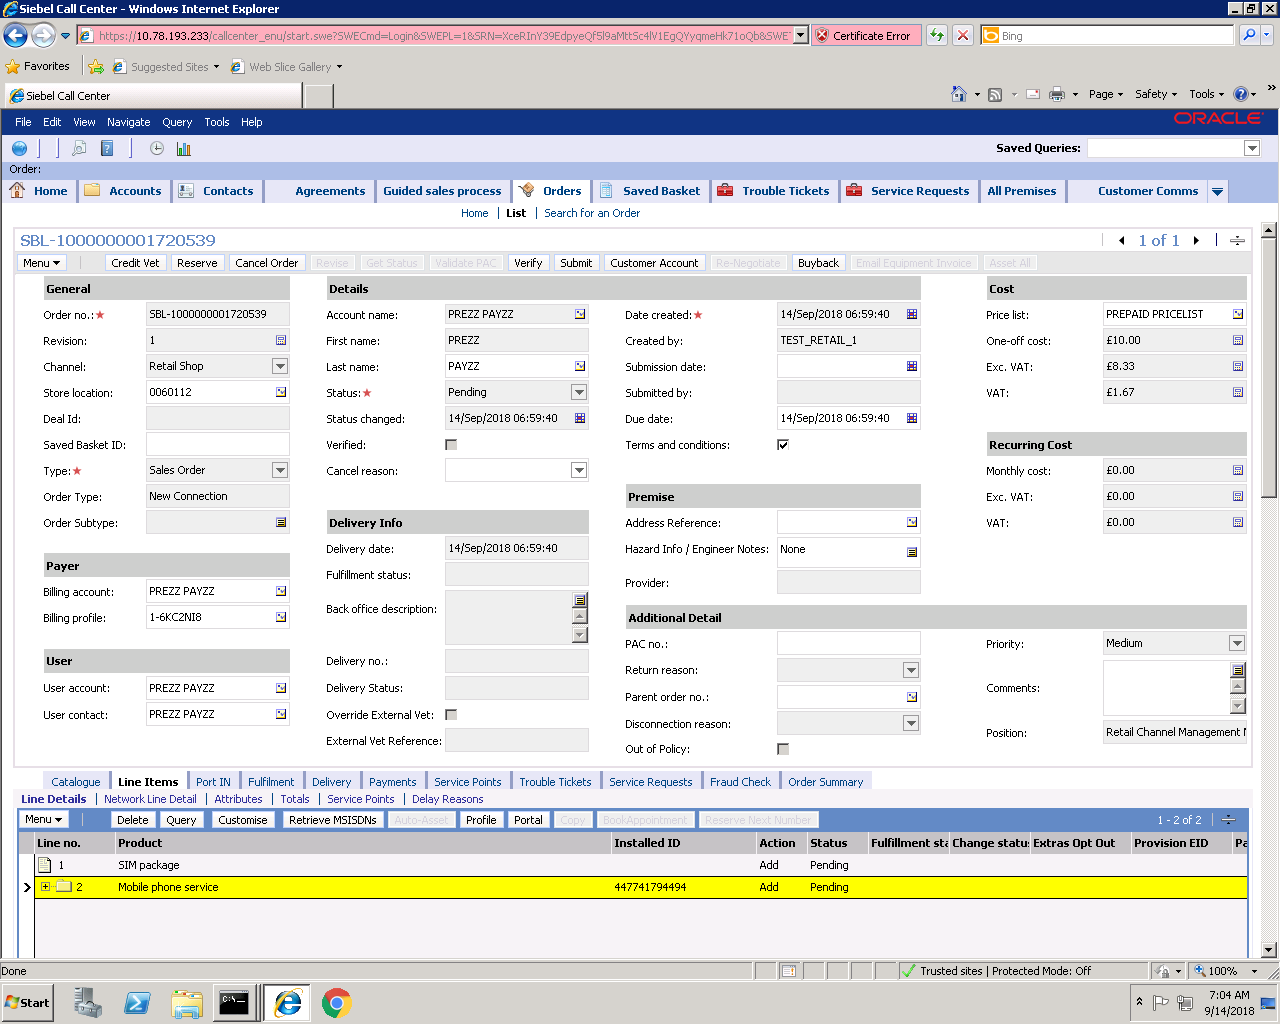 Siebel Call Center - Windows Internet Explorer
https://10.78.193.233/callcenter_enu/start.swe?SWECmd=Login&SWEPL=1&SRN= Certificate Error Bing
Favorites Suggested Sites Web Slice Gallery
Siebel Call Center Page Safety Tools
File Edit View Navigate Query Tools Help ORACLE
Saved Queries:
Order:
Home Accounts Contacts Agreements Guided sales process Orders Saved Basket Trouble Tickets Service Requests All Premises Customer Comms
Home List Search for an Order
SBL-1000000001720539 1 of 1
Menu Credit Vet Reserve Cancel Order Revise Get Status Validate PAC Verify Submit Customer Account Re-Negotiate Buyback Email Equipment Invoice Asset All
General Details Cost
Order no.: SBL-1000000001720539 Account name: PREZZ PAYZZ Date created: 14/Sep/2018 06:59:40 Price list: PREPAID PRICELIST
Revision: 1 First name: PREZZ Created by: TEST_RETAIL_1 One-off cost: £10.00
Channel: Retail Shop Last name: PAYZZ Submission date: Exc. VAT: £8.33
Store location: 0060112 Status: Pending Submitted by: VAT: £1.67
Deal Id: Status changed: 14/Sep/2018 06:59:40 Due date: 14/Sep/2018 06:59:40
Saved Basket ID: Verified: Terms and conditions: Recurring Cost
Type: Sales Order Cancel reason: Monthly cost: £0.00
Order Type: New Connection Premise Exc. VAT: £0.00
Order Subtype: Delivery Info Address Reference: VAT: £0.00
Delivery date: 14/Sep/2018 06:59:40 Hazard Info / Engineer Notes: None
Payer Fulfillment status: Provider:
Billing account: PREZZ PAYZZ Back office description:
Billing profile: 1-6KC2NI8 Additional Detail
PAC no.: Priority: Medium
User Delivery no.: Return reason:
User account: PREZZ PAYZZ Delivery Status: Parent order no.: Comments:
User contact: PREZZ PAYZZ Override External Vet: Disconnection reason:
External Vet Reference: Out of Policy: Position: Retail Channel Management
Catalogue Line Items Port IN Fulfilment Delivery Payments Service Points Trouble Tickets Service Requests Fraud Check Order Summary
Line Details Network Line Detail Attributes Totals Service Points Delay Reasons
Menu Delete Query Customise Retrieve MSISDNs Auto-Asset Profile Portal Copy BookAppointment Reserve Next Number 1 - 2 of 2
Line no. Product Installed ID Action Status Fulfillment sta Change status Extras Opt Out Provision EID Pa
1 SIM package Add Pending
2 Mobile phone service 447741794494 Add Pending
Done Trusted sites | Protected Mode: Off 100%
Start 7:04 AM
9/14/2018